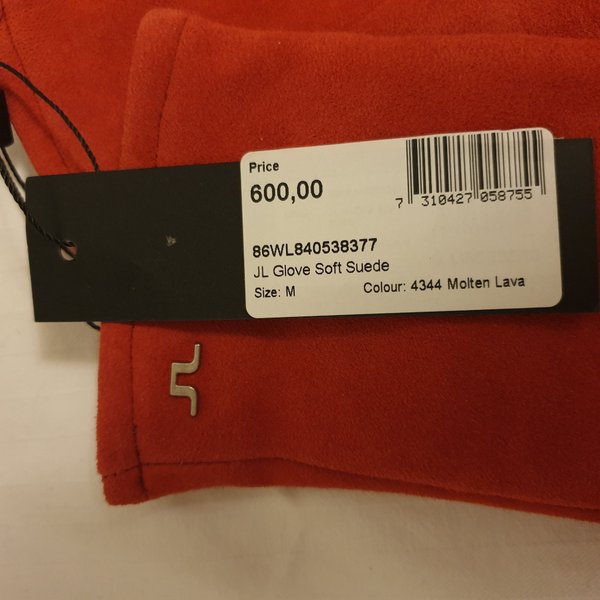 Price
600,00
7 310427 058755
86WL840538377
JL Glove Soft Suede
Size: M Colour: 4344 Molten Lava